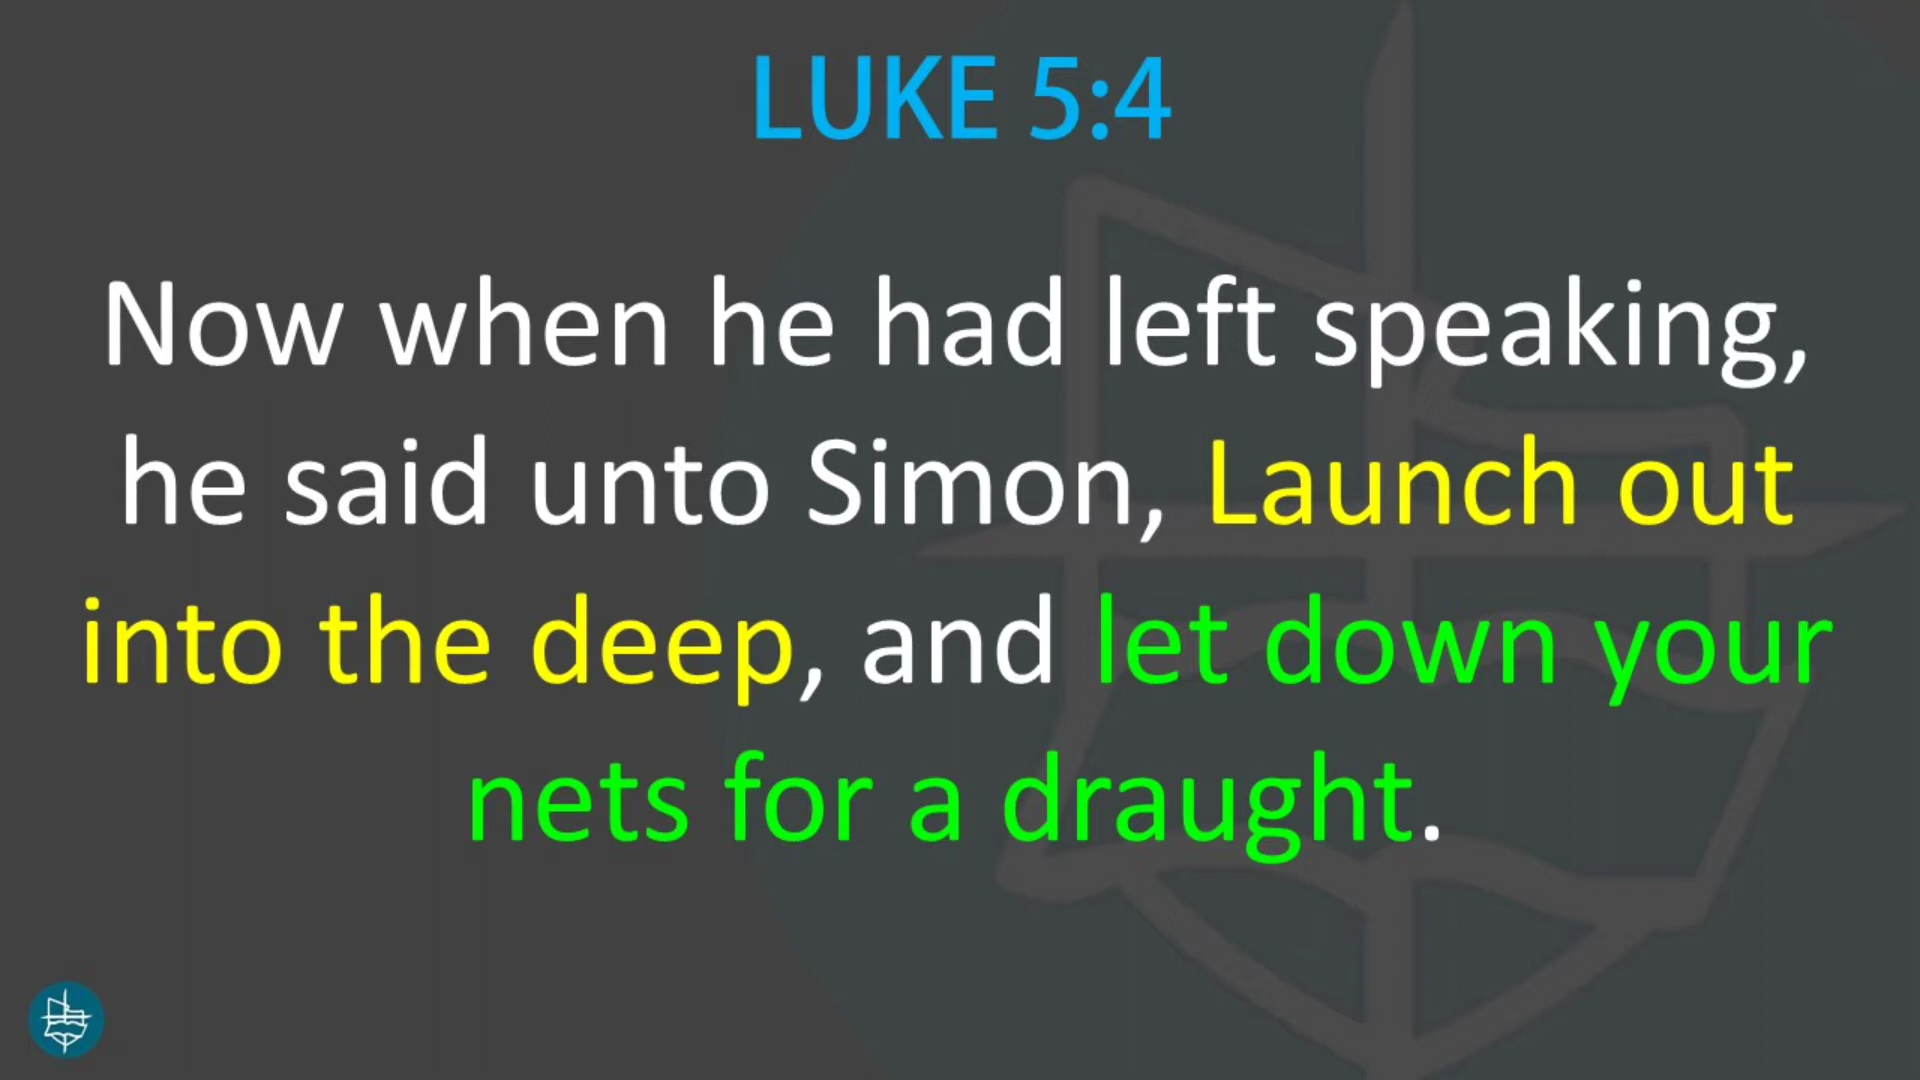 LUKE 5:4
Now when he had left speaking,
he said unto Simon, Launch out
into the deep, and let down your
nets for a draught.